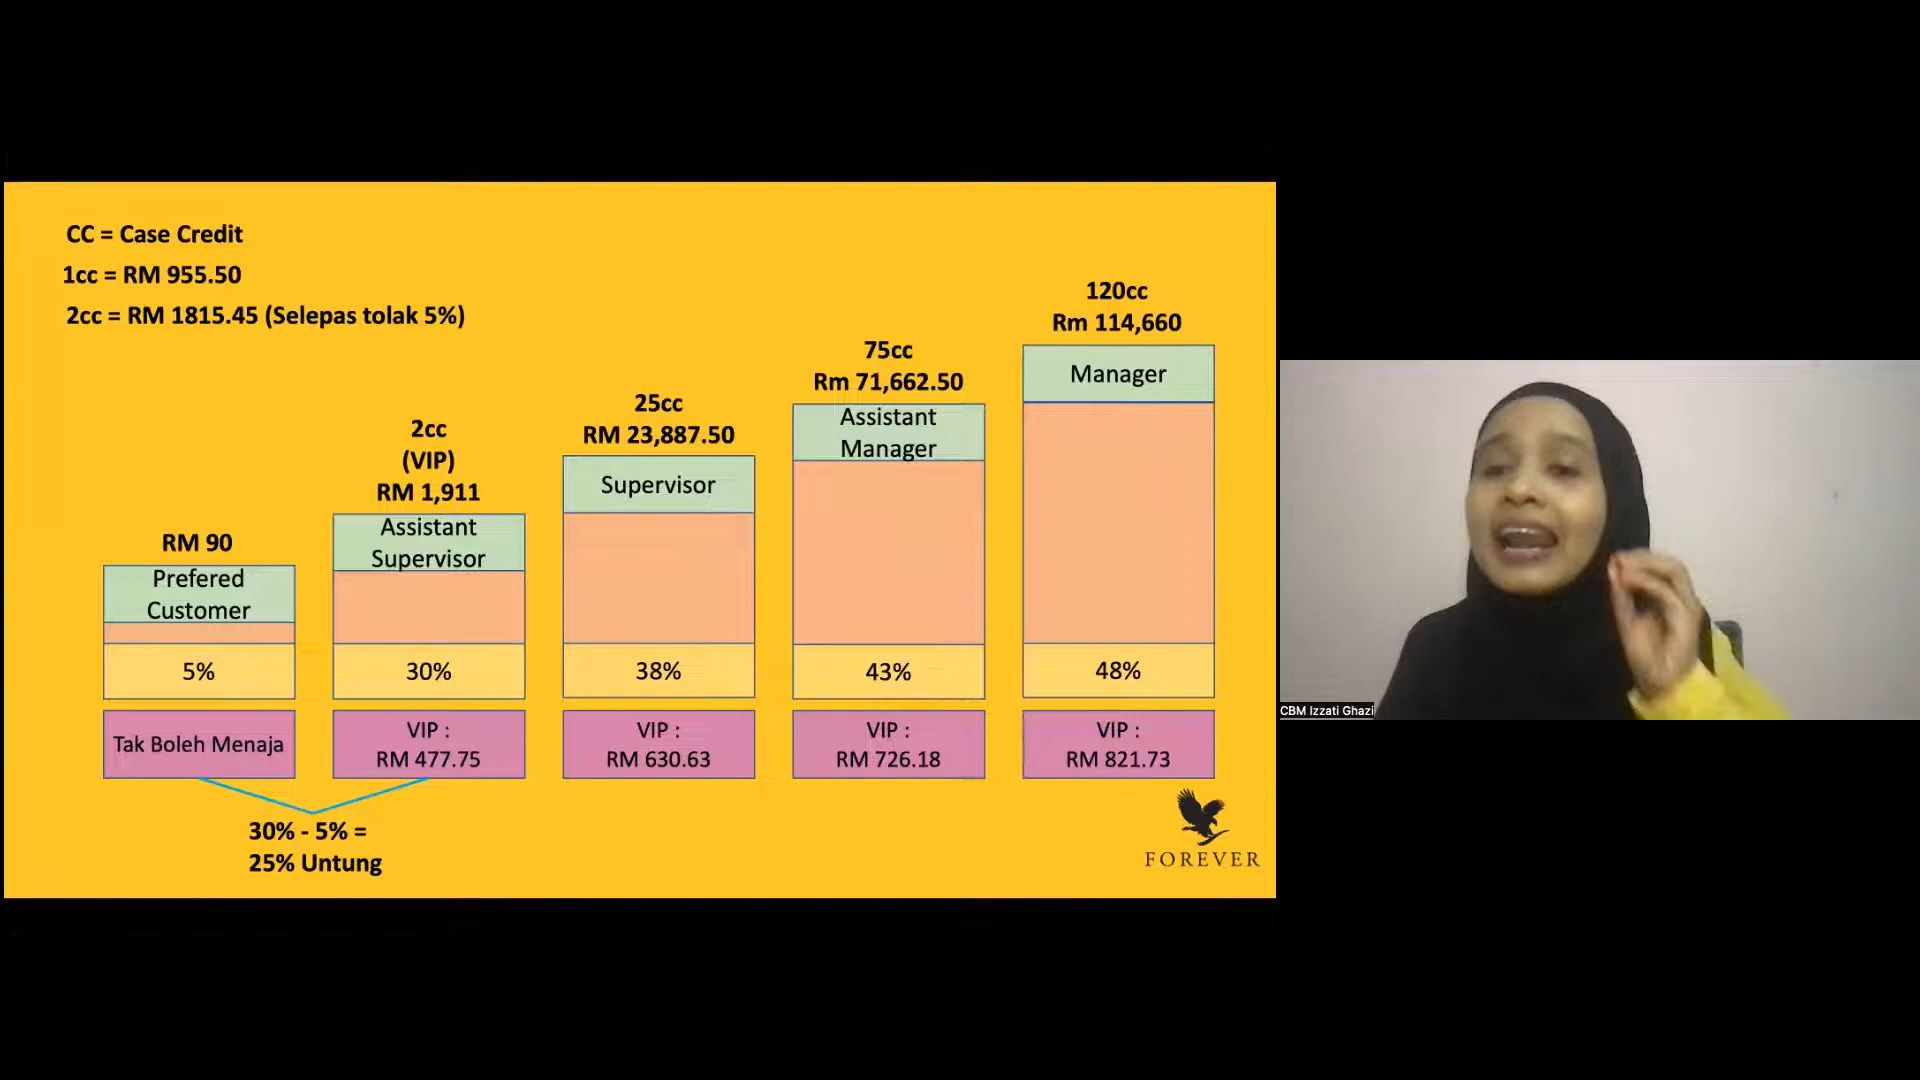 CC = Case Credit
1cc = RM 955.50
2cc = RM 1815.45 (Selepas tolak 5%)
RM 90
Prefered
Customer
5%
Tak Boleh Menaja
2cc
(VIP)
RM 1,911
Assistant
Supervisor
30%
VIP :
RM 477.75
25cc
RM 23,887.50
Supervisor
38%
VIP :
RM 630.63
75cc
Rm 71,662.50
Assistant
Manager
43%
VIP :
RM 726.18
120cc
Rm 114,660
Manager
48%
VIP :
RM 821.73
30% - 5% =
25% Untung
FOREVER
CBM Izzati Ghazi